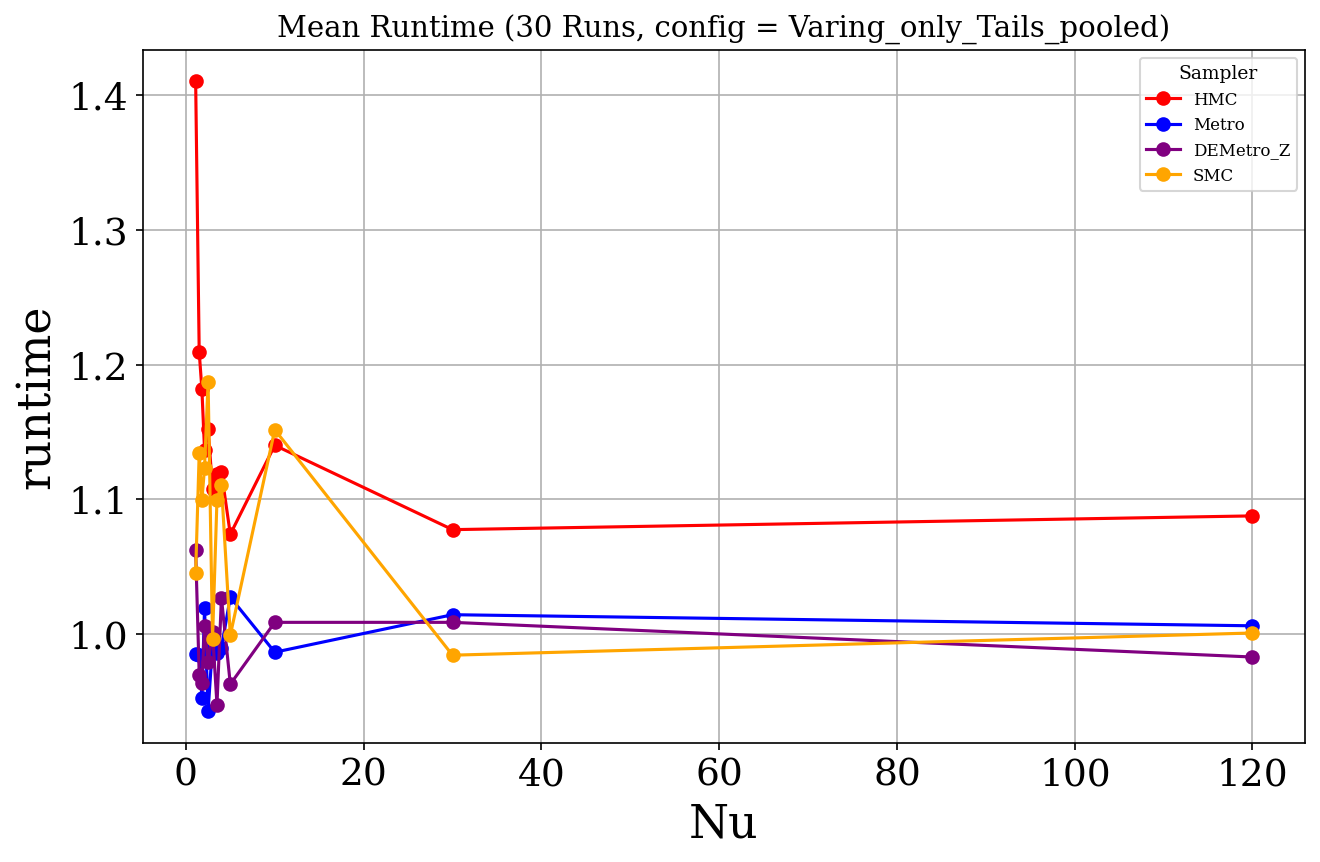 Mean Runtime (30 Runs, config = Varing_only_Tails_pooled)
Sampler
HMC
Metro
DEMetro_Z
SMC
1.4
1.3
1.2
1.1
1.0
runtime
0 20 40 60 80 100 120
Nu